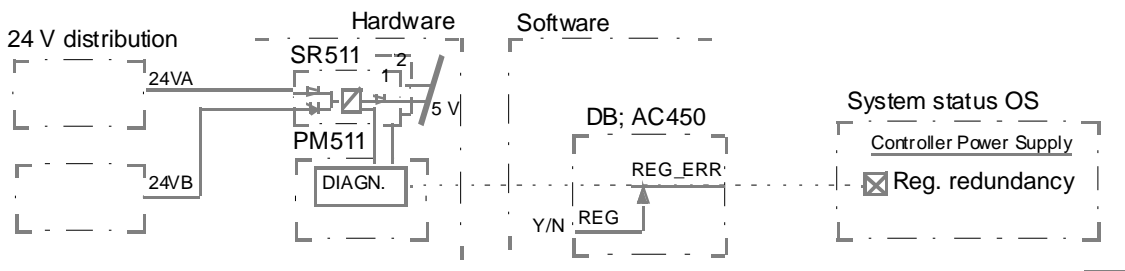 Hardware
Software
24 V distribution
SR511
2
1
24VA
5 V
System status OS
DB; AC450
Controller Power Supply
PM511
24VB
DIAGN.
REG_ERR
Reg. redundancy
Y/N
REG